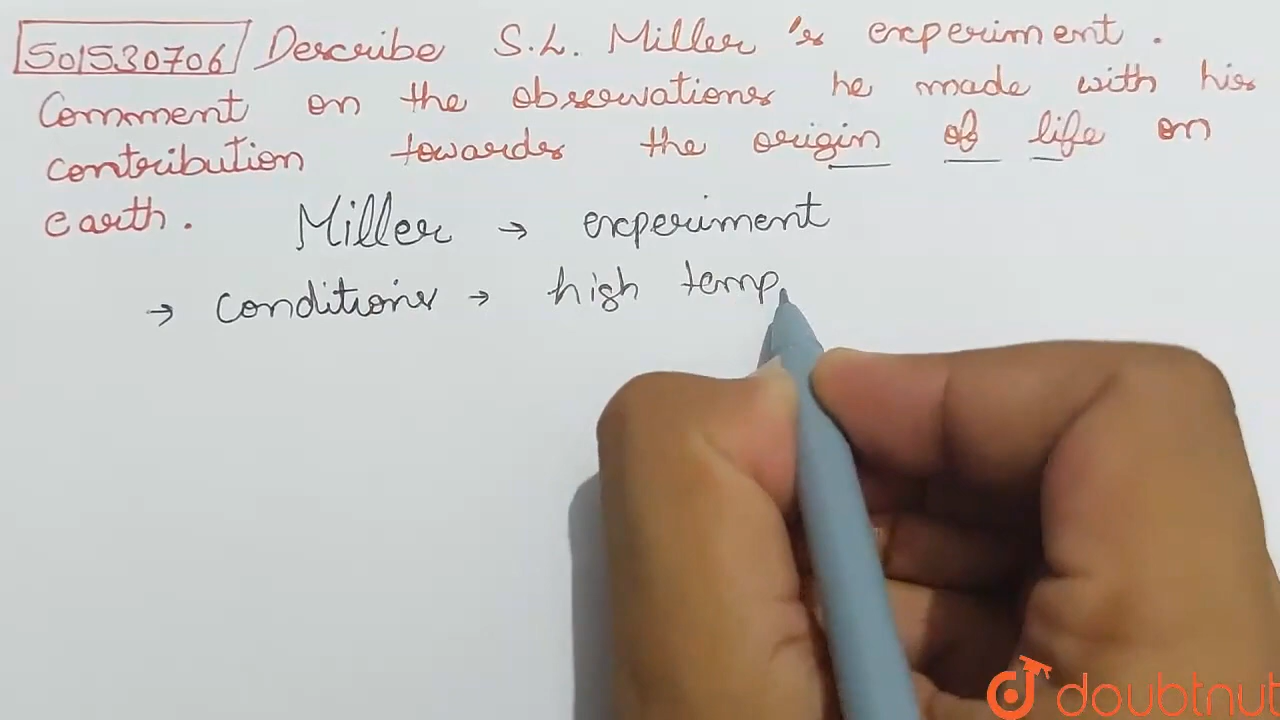 501530706 Describe S.L. Miller 's experiment.
Comment on the observations he made with his
contribution towards the origin of life on
earth.
Miller → experiment
→ conditions → high temp
doubtnut